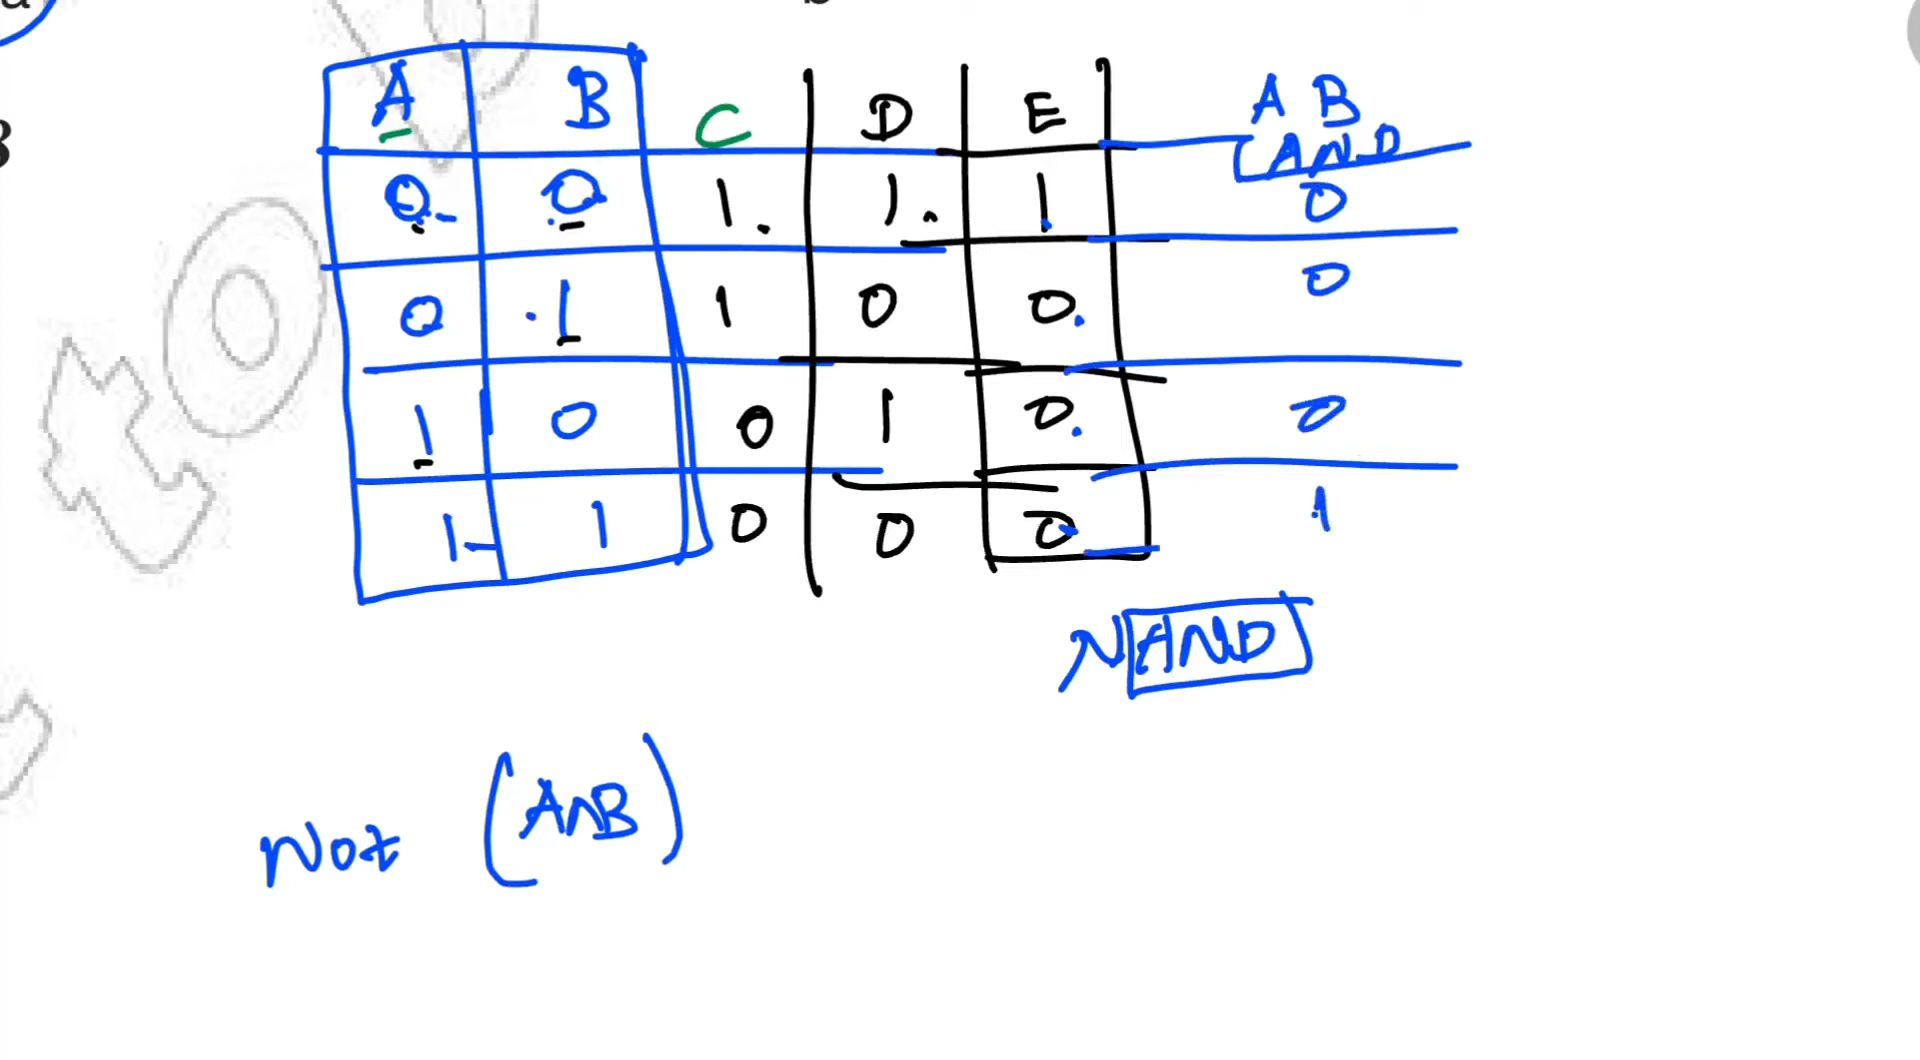 A B C D E A B
(AND
0 0 1 1 1 0
0 1 1 0 0 0
1 0 0 1 0 0
1 1 0 0 0 1
NAND
Not (A∩B)